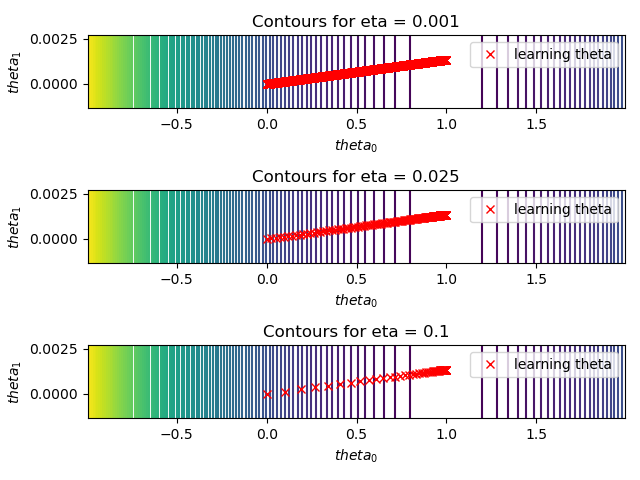 Contours for eta = 0.001
0.0025
0.0000
theta₁
learning theta
−0.5 0.0 0.5 1.0 1.5
theta₀
Contours for eta = 0.025
0.0025
0.0000
theta₁
learning theta
−0.5 0.0 0.5 1.0 1.5
theta₀
Contours for eta = 0.1
0.0025
0.0000
theta₁
learning theta
−0.5 0.0 0.5 1.0 1.5
theta₀